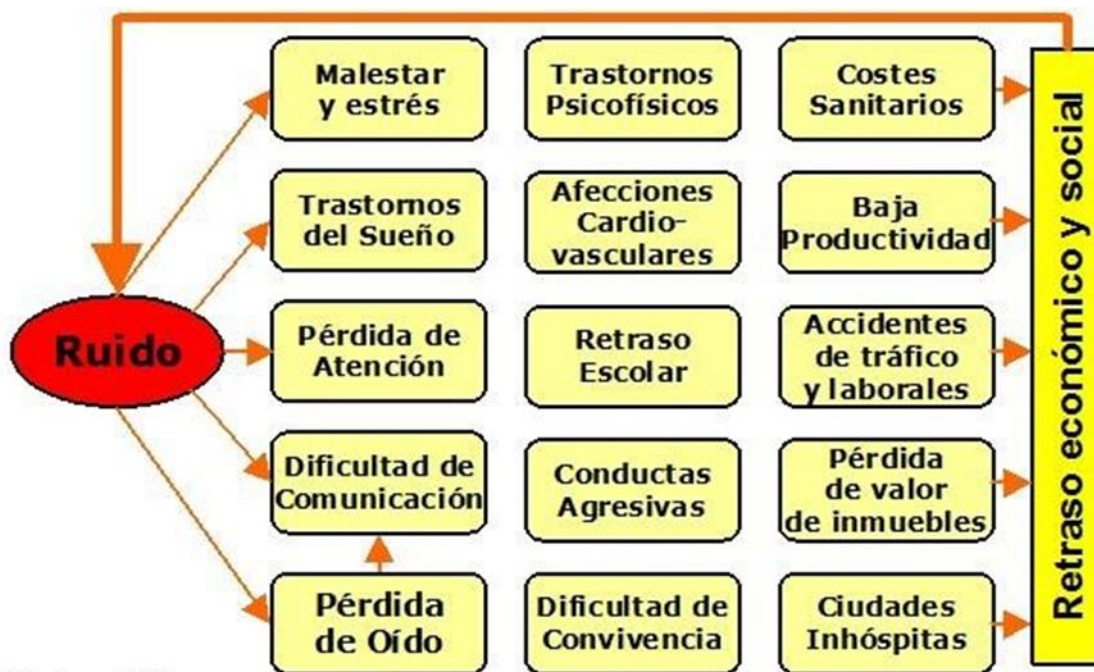 Malestar
y estrés
Trastornos
Psicofísicos
Costes
Sanitarios
Trastornos
del Sueño
Afecciones
Cardio-
vasculares
Baja
Productividad
Ruido
Pérdida de
Atención
Retraso
Escolar
Accidentes
de tráfico
y laborales
Dificultad de
Comunicación
Conductas
Agresivas
Pérdida
de valor
de inmuebles
Pérdida
de Oído
Dificultad de
Convivencia
Ciudades
Inhóspitas
Retraso económico y social